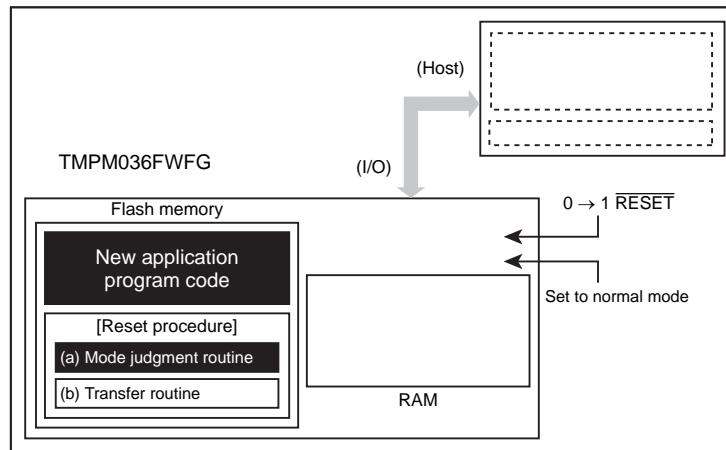 (Host)
TMPM036FWFG
(I/O)
0 → 1 RESET
Flash memory
New application
program code
Set to normal mode
[Reset procedure]
(a) Mode judgment routine
(b) Transfer routine
RAM